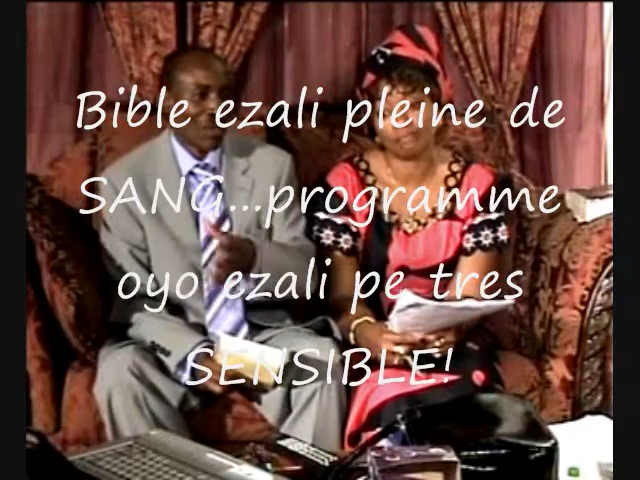 Bible ezali pleine de
SANG...programme
oyo ezali pe tres
SENSIBLE!